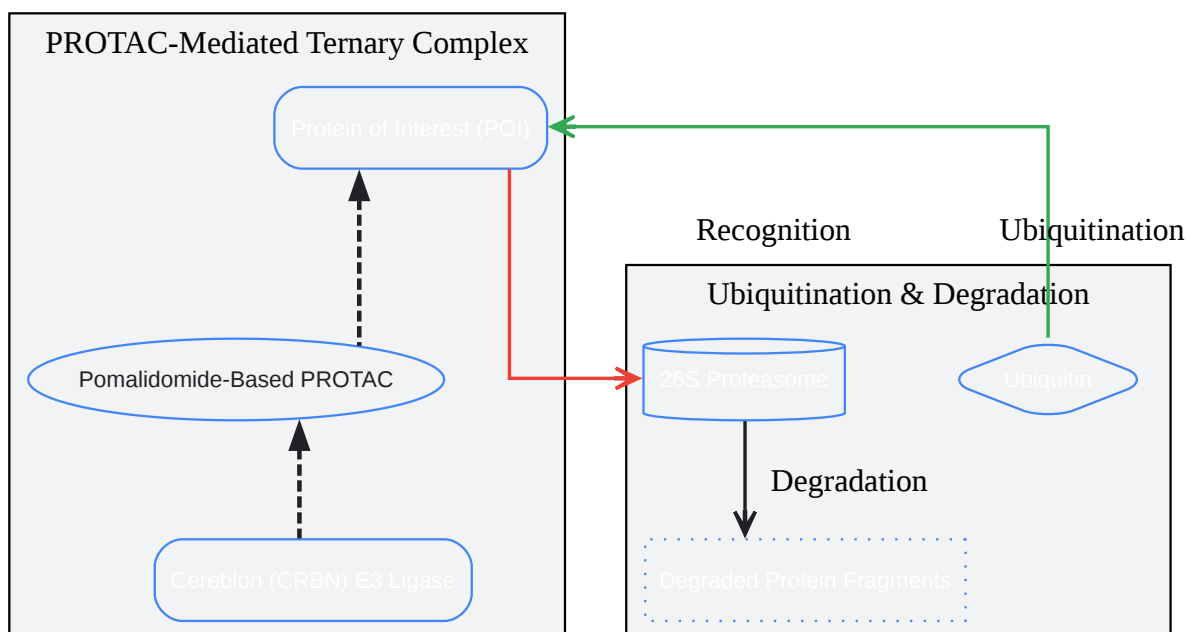 PROTAC-Mediated Ternary Complex
Protein of Interest (POI)
Pomalidomide-Based PROTAC
Cereblon (CRBN) E3 Ligase
Recognition
Ubiquitination
Ubiquitination & Degradation
26S Proteasome
Ubiquitin
Degradation
Degraded Protein Fragments